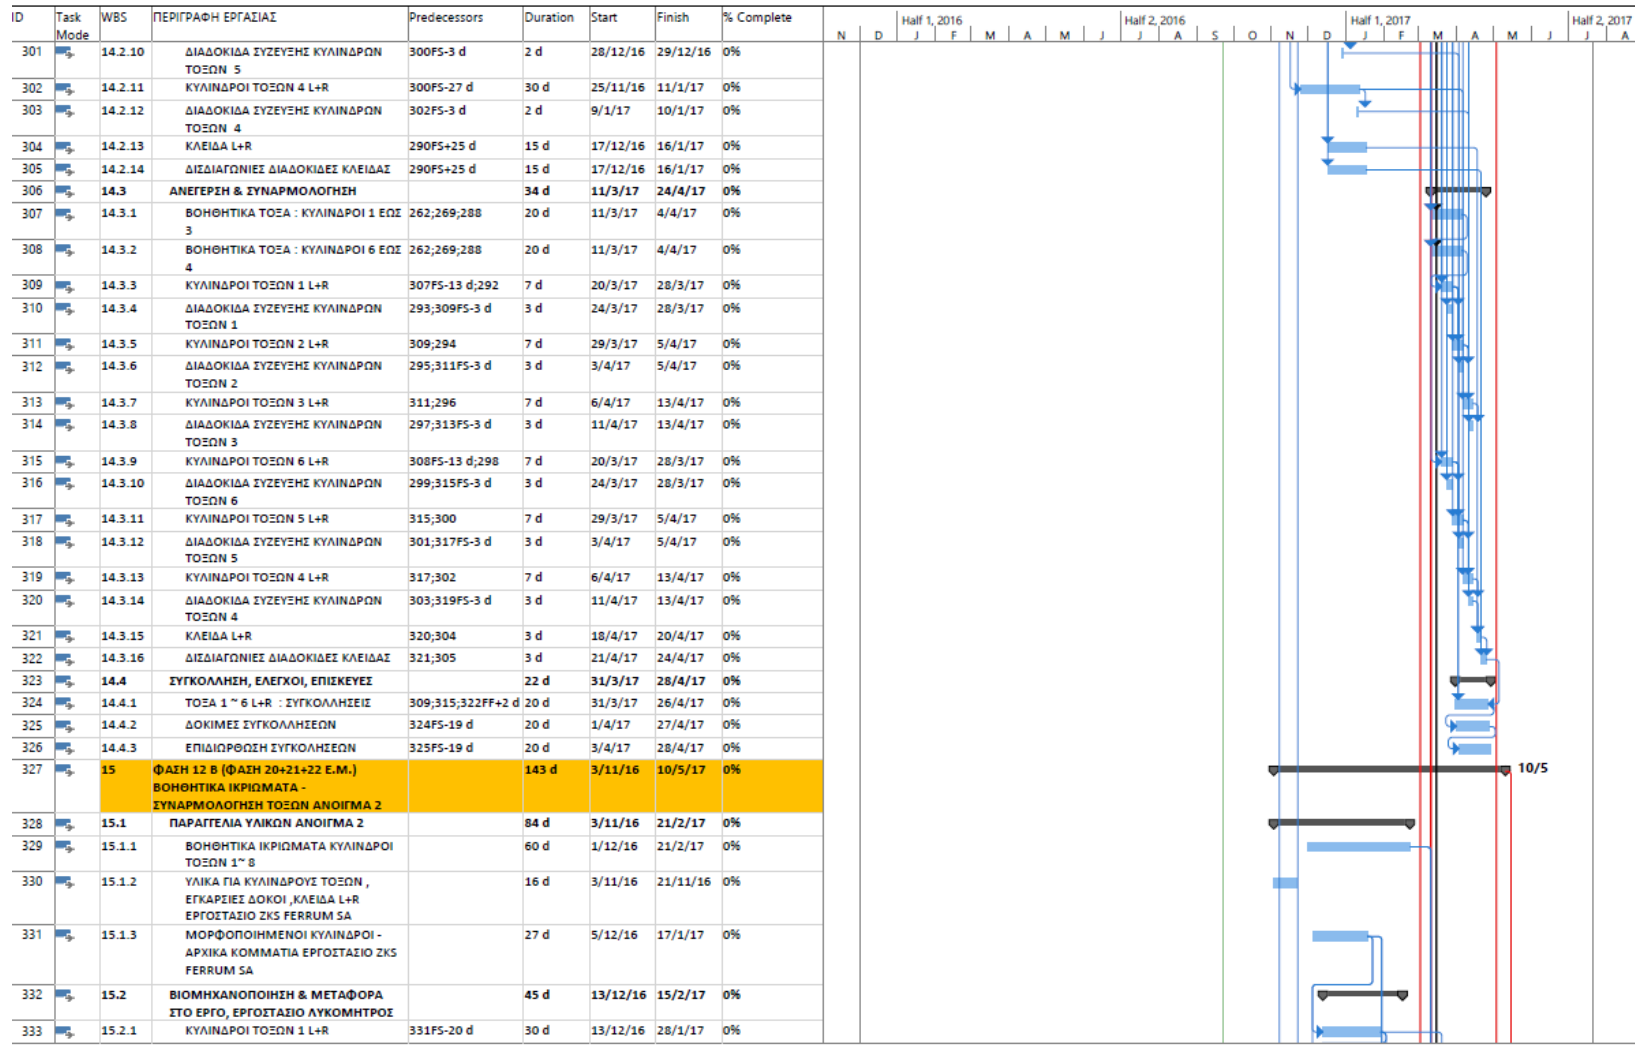 ID Task WBS ΠΕΡΙΓΡΑΦΗ ΕΡΓΑΣΙΑΣ Predecessors Duration Start Finish % Complete Half 1, 2016 Half 2, 2016 Half 1, 2017 Half 2, 2017
Mode N D J F M A M J J A S O N D J F M A M J J A
301 14.2.10 ΔΙΑΔΟΚΙΔΑ ΣΥΖΕΥΞΗΣ ΚΥΛΙΝΔΡΩΝ 300FS-3 d 2 d 28/12/16 29/12/16 0%
ΤΟΞΩΝ 5
302 14.2.11 ΚΥΛΙΝΔΡΟΙ ΤΟΞΩΝ 4 L+R 300FS-27 d 30 d 25/11/16 11/1/17 0%
303 14.2.12 ΔΙΑΔΟΚΙΔΑ ΣΥΖΕΥΞΗΣ ΚΥΛΙΝΔΡΩΝ 302FS-3 d 2 d 9/1/17 10/1/17 0%
ΤΟΞΩΝ 4
304 14.2.13 ΚΛΕΙΔΑ L+R 290FS+25 d 15 d 17/12/16 16/1/17 0%
305 14.2.14 ΔΙΣΔΙΑΓΩΝΙΕΣ ΔΙΑΔΟΚΙΔΕΣ ΚΛΕΙΔΑΣ 290FS+25 d 15 d 17/12/16 16/1/17 0%
306 14.3 ΑΝΕΓΕΡΣΗ & ΣΥΝΑΡΜΟΛΟΓΗΣΗ 34 d 11/3/17 24/4/17 0%
307 14.3.1 ΒΟΗΘΗΤΙΚΑ ΤΟΞΑ : ΚΥΛΙΝΔΡΟΙ 1 ΕΩΣ 262;269;288 20 d 11/3/17 4/4/17 0%
3
308 14.3.2 ΒΟΗΘΗΤΙΚΑ ΤΟΞΑ : ΚΥΛΙΝΔΡΟΙ 6 ΕΩΣ 262;269;288 20 d 11/3/17 4/4/17 0%
4
309 14.3.3 ΚΥΛΙΝΔΡΟΙ ΤΟΞΩΝ 1 L+R 307FS-13 d;292 7 d 20/3/17 28/3/17 0%
310 14.3.4 ΔΙΑΔΟΚΙΔΑ ΣΥΖΕΥΞΗΣ ΚΥΛΙΝΔΡΩΝ 293;309FS-3 d 3 d 24/3/17 28/3/17 0%
ΤΟΞΩΝ 1
311 14.3.5 ΚΥΛΙΝΔΡΟΙ ΤΟΞΩΝ 2 L+R 309;294 7 d 29/3/17 5/4/17 0%
312 14.3.6 ΔΙΑΔΟΚΙΔΑ ΣΥΖΕΥΞΗΣ ΚΥΛΙΝΔΡΩΝ 295;311FS-3 d 3 d 3/4/17 5/4/17 0%
ΤΟΞΩΝ 2
313 14.3.7 ΚΥΛΙΝΔΡΟΙ ΤΟΞΩΝ 3 L+R 311;296 7 d 6/4/17 13/4/17 0%
314 14.3.8 ΔΙΑΔΟΚΙΔΑ ΣΥΖΕΥΞΗΣ ΚΥΛΙΝΔΡΩΝ 297;313FS-3 d 3 d 11/4/17 13/4/17 0%
ΤΟΞΩΝ 3
315 14.3.9 ΚΥΛΙΝΔΡΟΙ ΤΟΞΩΝ 6 L+R 308FS-13 d;298 7 d 20/3/17 28/3/17 0%
316 14.3.10 ΔΙΑΔΟΚΙΔΑ ΣΥΖΕΥΞΗΣ ΚΥΛΙΝΔΡΩΝ 299;315FS-3 d 3 d 24/3/17 28/3/17 0%
ΤΟΞΩΝ 6
317 14.3.11 ΚΥΛΙΝΔΡΟΙ ΤΟΞΩΝ 5 L+R 315;300 7 d 29/3/17 5/4/17 0%
318 14.3.12 ΔΙΑΔΟΚΙΔΑ ΣΥΖΕΥΞΗΣ ΚΥΛΙΝΔΡΩΝ 301;317FS-3 d 3 d 3/4/17 5/4/17 0%
ΤΟΞΩΝ 5
319 14.3.13 ΚΥΛΙΝΔΡΟΙ ΤΟΞΩΝ 4 L+R 317;302 7 d 6/4/17 13/4/17 0%
320 14.3.14 ΔΙΑΔΟΚΙΔΑ ΣΥΖΕΥΞΗΣ ΚΥΛΙΝΔΡΩΝ 303;319FS-3 d 3 d 11/4/17 13/4/17 0%
ΤΟΞΩΝ 4
321 14.3.15 ΚΛΕΙΔΑ L+R 320;304 3 d 18/4/17 20/4/17 0%
322 14.3.16 ΔΙΣΔΙΑΓΩΝΙΕΣ ΔΙΑΔΟΚΙΔΕΣ ΚΛΕΙΔΑΣ 321;305 3 d 21/4/17 24/4/17 0%
323 14.4 ΣΥΓΚΟΛΛΗΣΗ, ΕΛΕΓΧΟΙ, ΕΠΙΣΚΕΥΕΣ 22 d 31/3/17 28/4/17 0%
324 14.4.1 ΤΟΞΑ 1 ~ 6 L+R : ΣΥΓΚΟΛΛΗΣΕΙΣ 309;315;322FF+2 d 20 d 31/3/17 26/4/17 0%
325 14.4.2 ΔΟΚΙΜΕΣ ΣΥΓΚΟΛΛΗΣΕΩΝ 324FS-19 d 20 d 1/4/17 27/4/17 0%
326 14.4.3 ΕΠΙΔΙΩΡΘΩΣΗ ΣΥΓΚΟΛΗΣΕΩΝ 325FS-19 d 20 d 3/4/17 28/4/17 0%
327 15 ΦΑΣΗ 12 Β (ΦΑΣΗ 20+21+22 Ε.Μ.) 143 d 3/11/16 10/5/17 0% 10/5
ΒΟΗΘΗΤΙΚΑ ΙΚΡΙΩΜΑΤΑ -
ΣΥΝΑΡΜΟΛΟΓΗΣΗ ΤΟΞΩΝ ΑΝΟΙΓΜΑ 2
328 15.1 ΠΑΡΑΓΓΕΛΙΑ ΥΛΙΚΩΝ ΑΝΟΙΓΜΑ 2 84 d 3/11/16 21/2/17 0%
329 15.1.1 ΒΟΗΘΗΤΙΚΑ ΙΚΡΙΩΜΑΤΑ ΚΥΛΙΝΔΡΟΙ 60 d 1/12/16 21/2/17 0%
ΤΟΞΩΝ 1~ 8
330 15.1.2 ΥΛΙΚΑ ΓΙΑ ΚΥΛΙΝΔΡΟΥΣ ΤΟΞΩΝ , 16 d 3/11/16 21/11/16 0%
ΕΓΚΑΡΣΙΕΣ ΔΟΚΟΙ ,ΚΛΕΙΔΑ L+R
ΕΡΓΟΣΤΑΣΙΟ ZKS FERRUM SA
331 15.1.3 ΜΟΡΦΟΠΟΙΗΜΕΝΟΙ ΚΥΛΙΝΔΡΟΙ - 27 d 5/12/16 17/1/17 0%
ΑΡΧΙΚΑ ΚΟΜΜΑΤΙΑ ΕΡΓΟΣΤΑΣΙΟ ZKS
FERRUM SA
332 15.2 ΒΙΟΜΗΧΑΝΟΠΟΙΗΣΗ & ΜΕΤΑΦΟΡΑ 45 d 13/12/16 15/2/17 0%
ΣΤΟ ΕΡΓΟ, ΕΡΓΟΣΤΑΣΙΟ ΛΥΚΟΜΗΤΡΟΣ
333 15.2.1 ΚΥΛΙΝΔΡΟΙ ΤΟΞΩΝ 1 L+R 331FS-20 d 30 d 13/12/16 28/1/17 0%